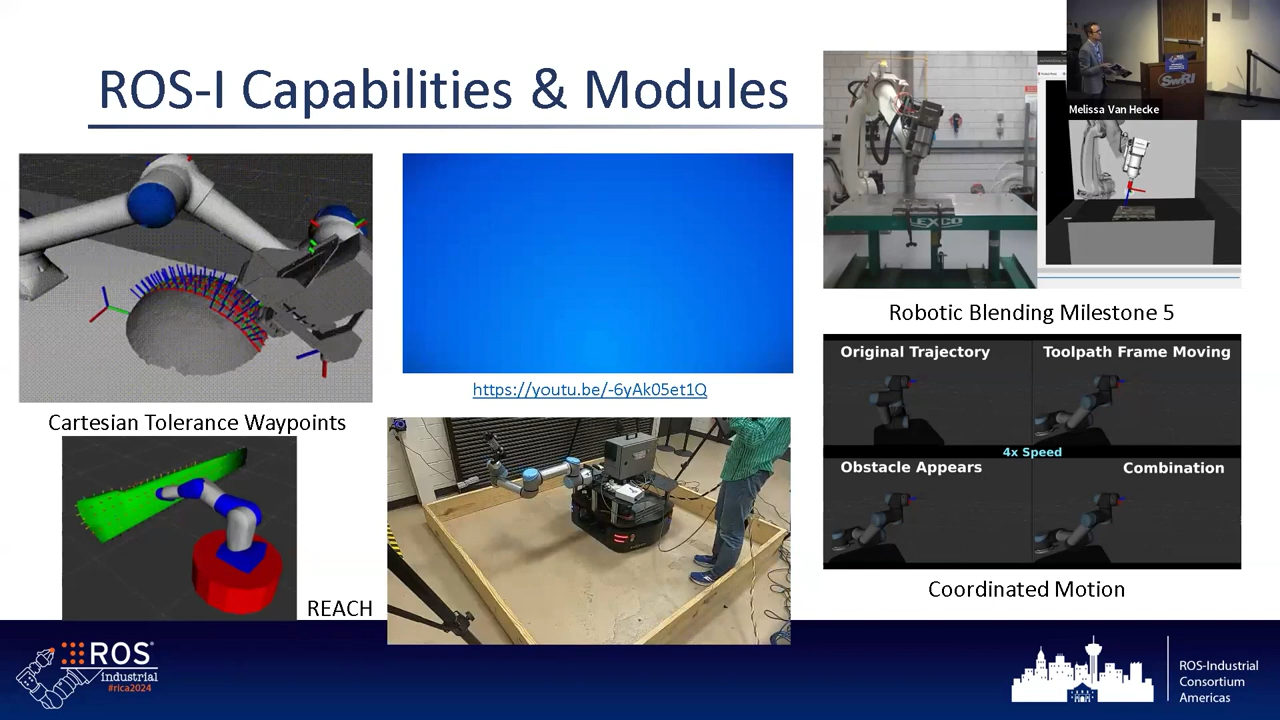 ROS-I Capabilities & Modules
SwRI
Melissa Van Hecke
LEXCO
Robotic Blending Milestone 5
https://youtu.be/-6yAk05et1Q
Cartesian Tolerance Waypoints
Original Trajectory
Toolpath Frame Moving
4x Speed
Obstacle Appears
Combination
Coordinated Motion
REACH
ROS
Industrial
#rica2024
ROS-Industrial
Consortium
Americas